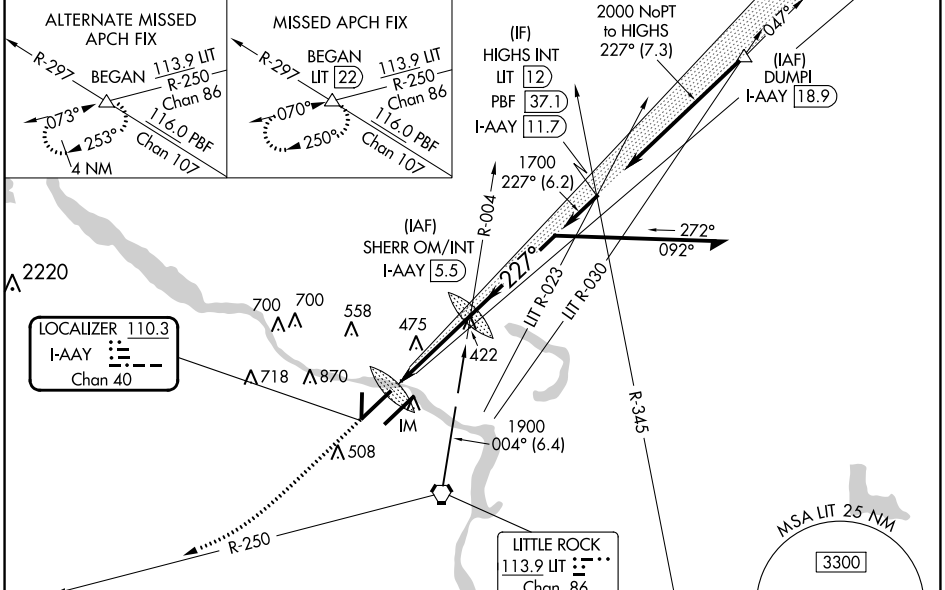 ALTERNATE MISSED
APCH FIX
R-297
BEGAN
113.9 LIT
R-250
Chan 86
073°
253°
116.0 PBF
Chan 107
4 NM
MISSED APCH FIX
R-297
BEGAN
LIT 22
113.9 LIT
R-250
Chan 86
070°
250°
116.0 PBF
Chan 107
2000 NoPT
to HIGHS
227° (7.3)
047°
(IAF)
DUMPI
I-AAY 18.9
(IF)
HIGHS INT
LIT 12
PBF 37.1
I-AAY 11.7
1700
227° (6.2)
R-004
272°
092°
(IAF)
SHERR OM/INT
I-AAY 5.5
227°
LIT R-023
LIT R-030
R-345
2220
700
700
558
475
422
718
870
508
IM
LOCALIZER 110.3
I-AAY
Chan 40
1900
004° (6.4)
R-250
LITTLE ROCK
113.9 LIT
Chan 86
MSA LIT 25 NM
3300